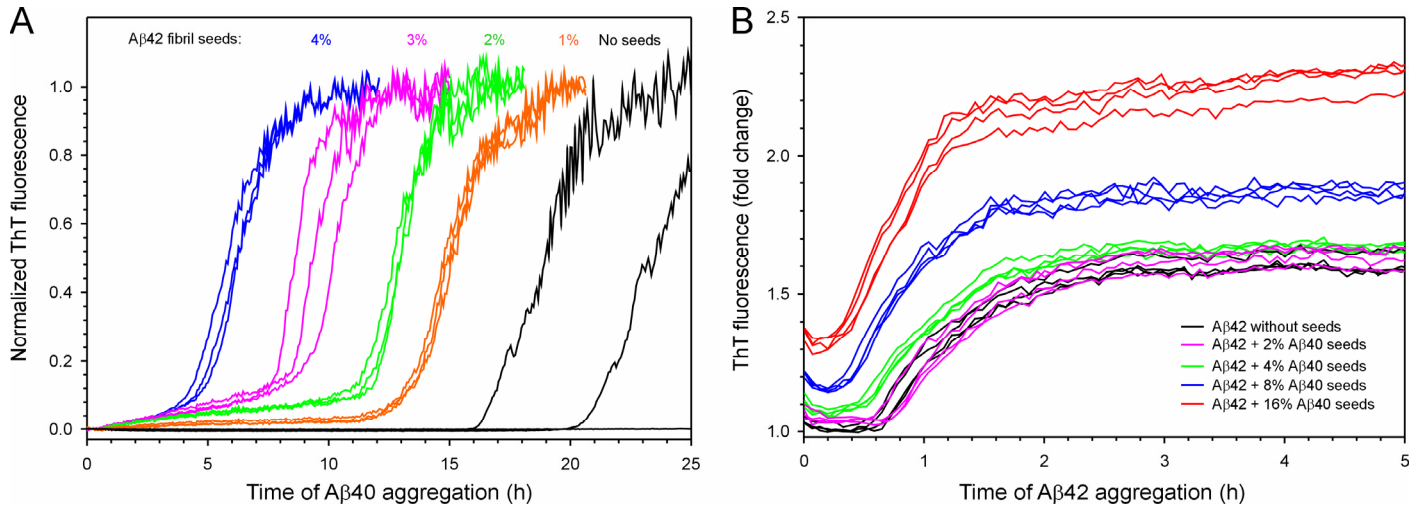 A
Aβ42 fibril seeds: 4% 3% 2% 1% No seeds
Normalized ThT fluorescence
1.0
0.8
0.6
0.4
0.2
0.0
0 5 10 15 20 25
Time of Aβ40 aggregation (h)
B
ThT fluorescence (fold change)
2.5
2.0
1.5
1.0
Aβ42 without seeds
Aβ42 + 2% Aβ40 seeds
Aβ42 + 4% Aβ40 seeds
Aβ42 + 8% Aβ40 seeds
Aβ42 + 16% Aβ40 seeds
0 1 2 3 4 5
Time of Aβ42 aggregation (h)